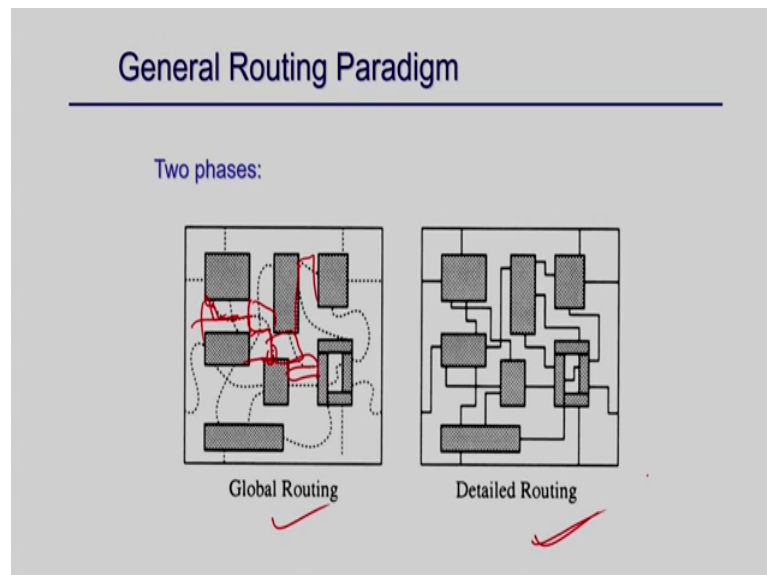 General Routing Paradigm
Two phases:
Global Routing
Detailed Routing